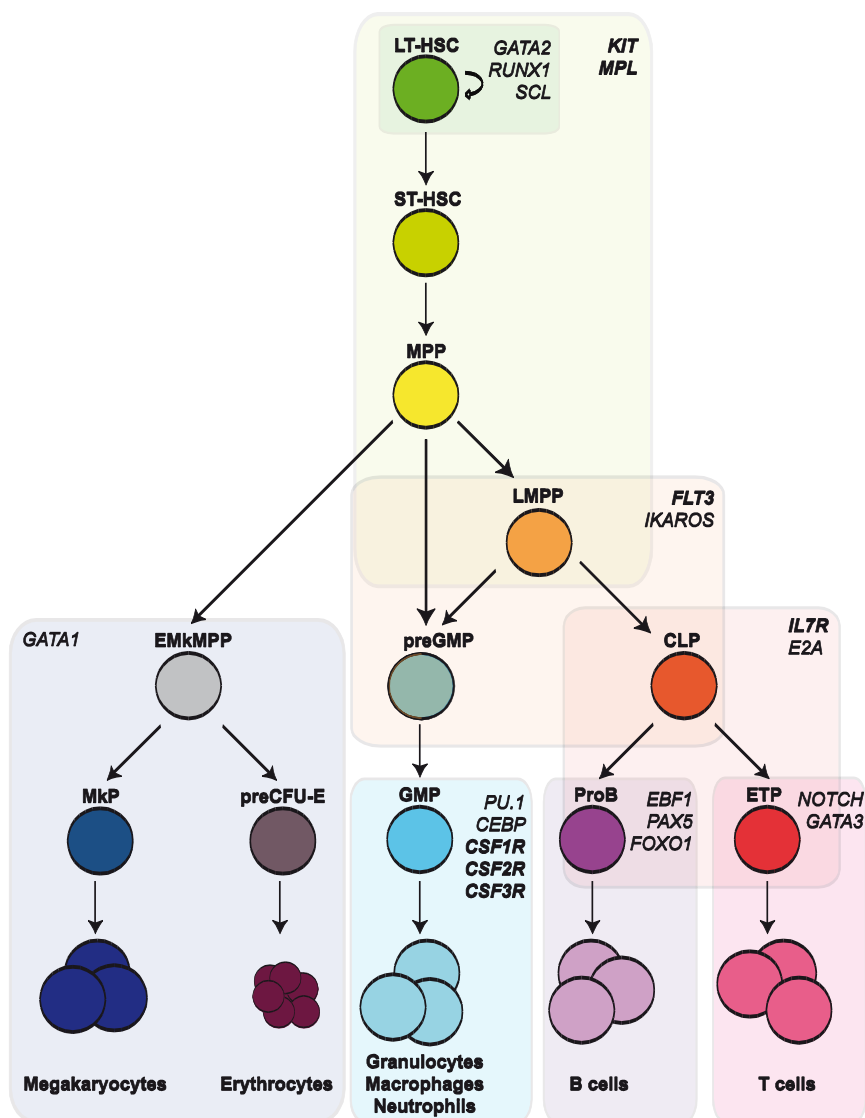 LT-HSC
GATA2
RUNX1
SCL
KIT
MPL
ST-HSC
MPP
LMPP
FLT3
IKAROS
GATA1
EMkMPP
preGMP
CLP
IL7R
E2A
MkP
preCFU-E
GMP
PU.1
CEBP
CSF1R
CSF2R
CSF3R
ProB
EBF1
PAX5
FOXO1
ETP
NOTCH
GATA3
Megakaryocytes
Erythrocytes
Granulocytes
Macrophages
Neutrophils
B cells
T cells